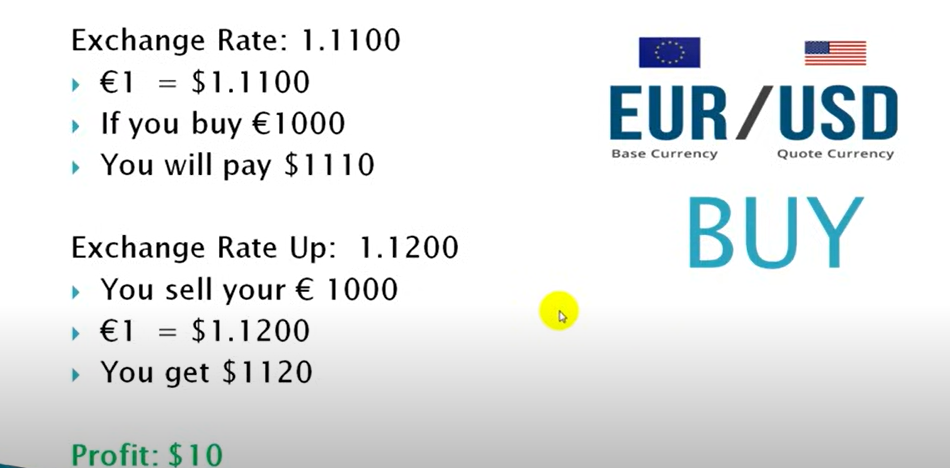 Exchange Rate: 1.1100
€1 = $1.1100
If you buy €1000
You will pay $1110
Exchange Rate Up: 1.1200
You sell your € 1000
€1 = $1.1200
You get $1120
Profit: $10
EUR/USD
Base Currency Quote Currency
BUY